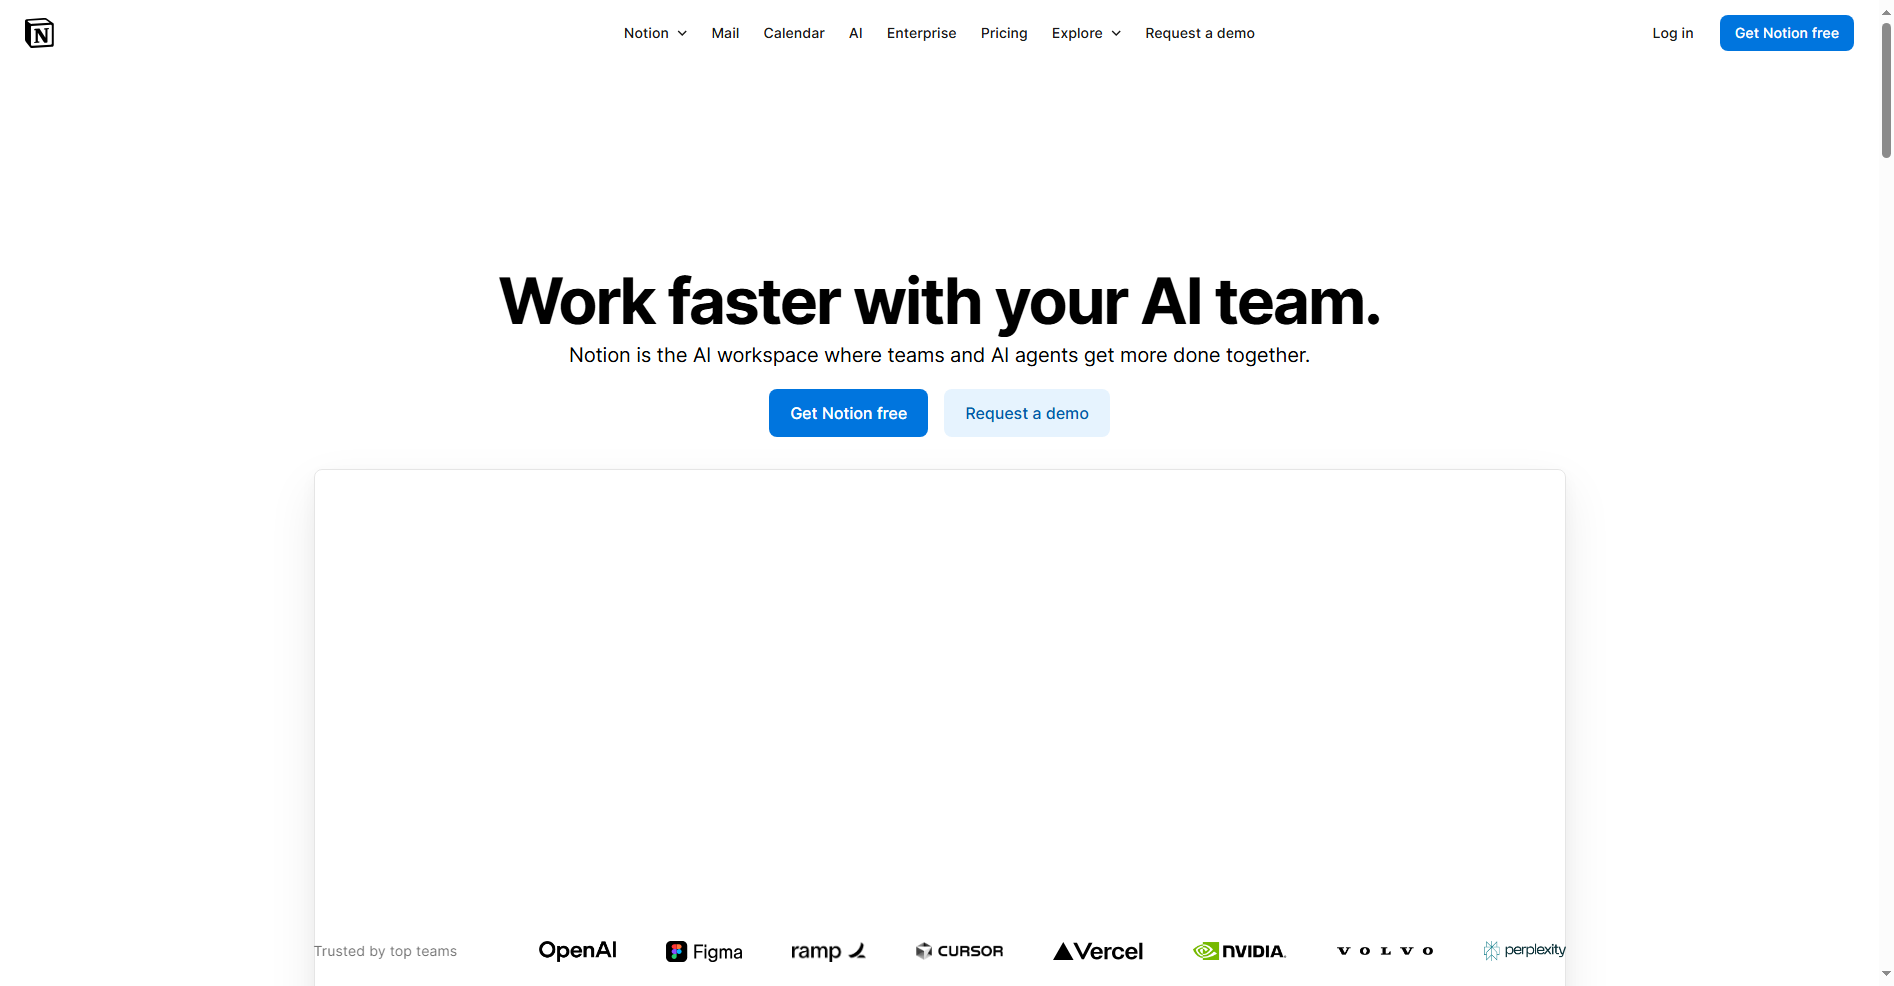 N
Notion Mail Calendar AI Enterprise Pricing Explore Request a demo Log in Get Notion free
Work faster with your AI team.
Notion is the AI workspace where teams and AI agents get more done together.
Get Notion free Request a demo
Trusted by top teams OpenAI Figma ramp CURSOR Vercel NVIDIA. VOLVO perplexity